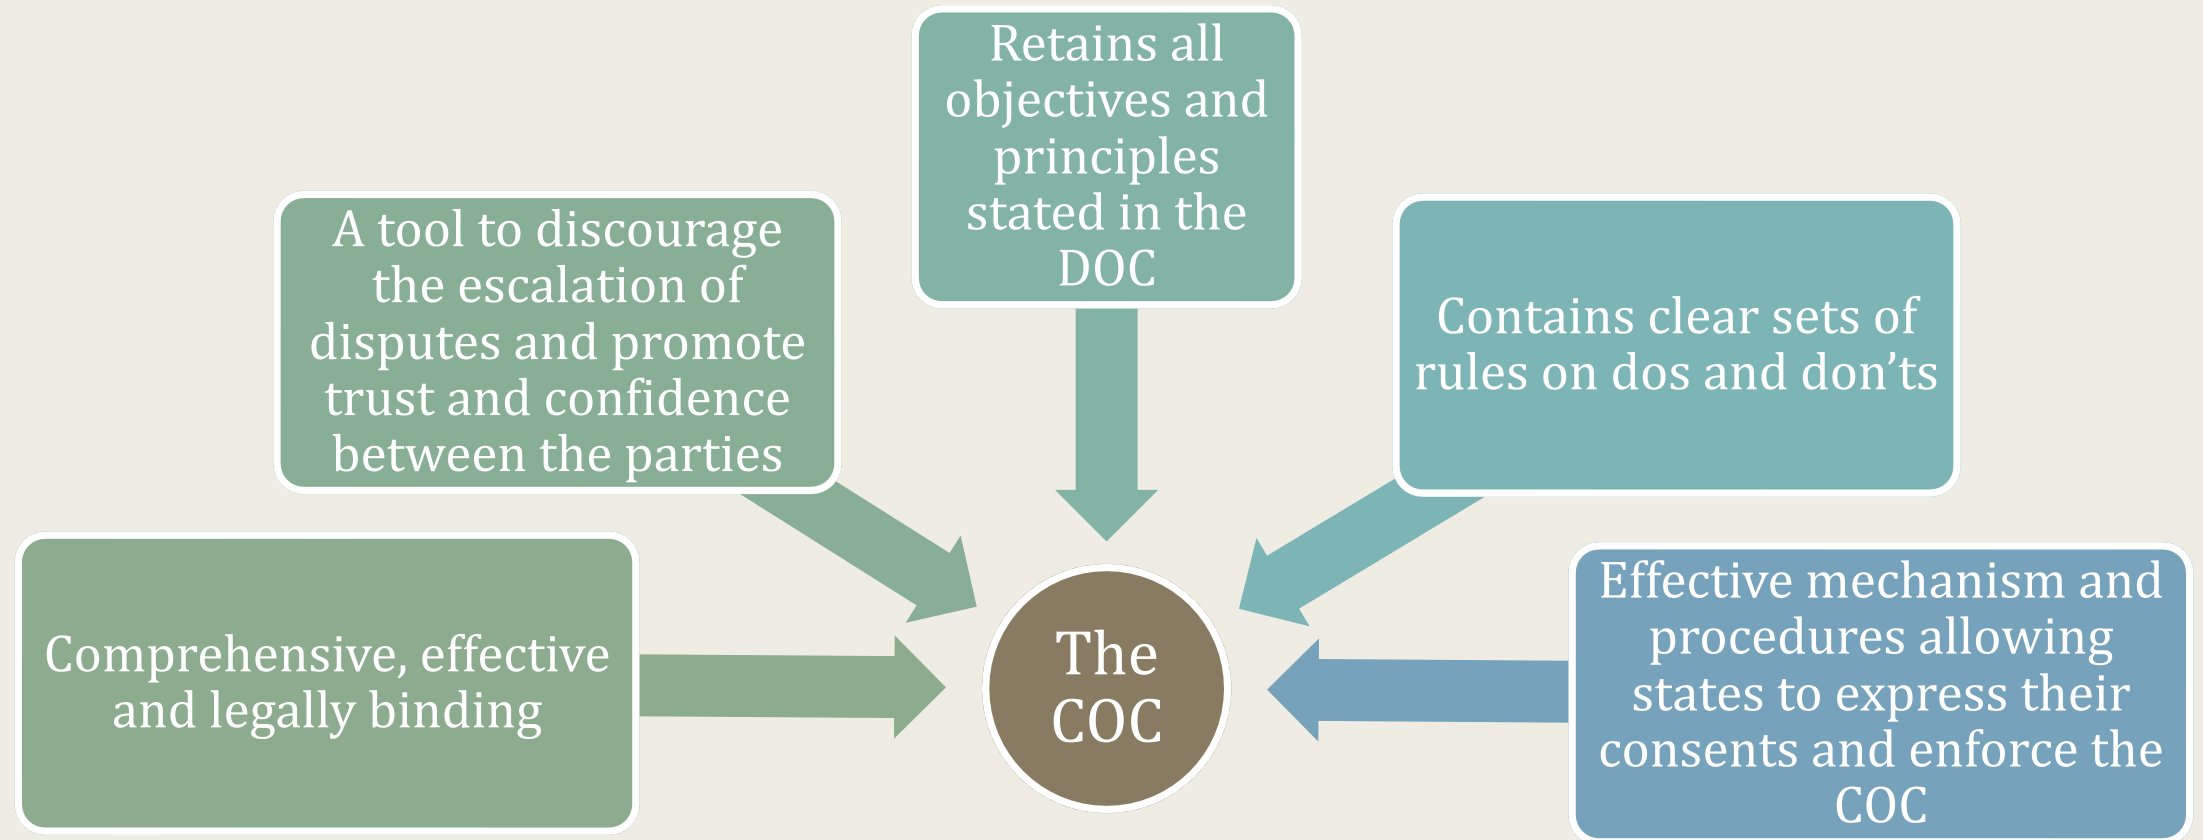 Retains all
objectives and
principles
stated in the
DOC
A tool to discourage
the escalation of
disputes and promote
trust and confidence
between the parties
Contains clear sets of
rules on dos and don’ts
Comprehensive, effective
and legally binding
The
COC
Effective mechanism and
procedures allowing
states to express their
consents and enforce the
COC